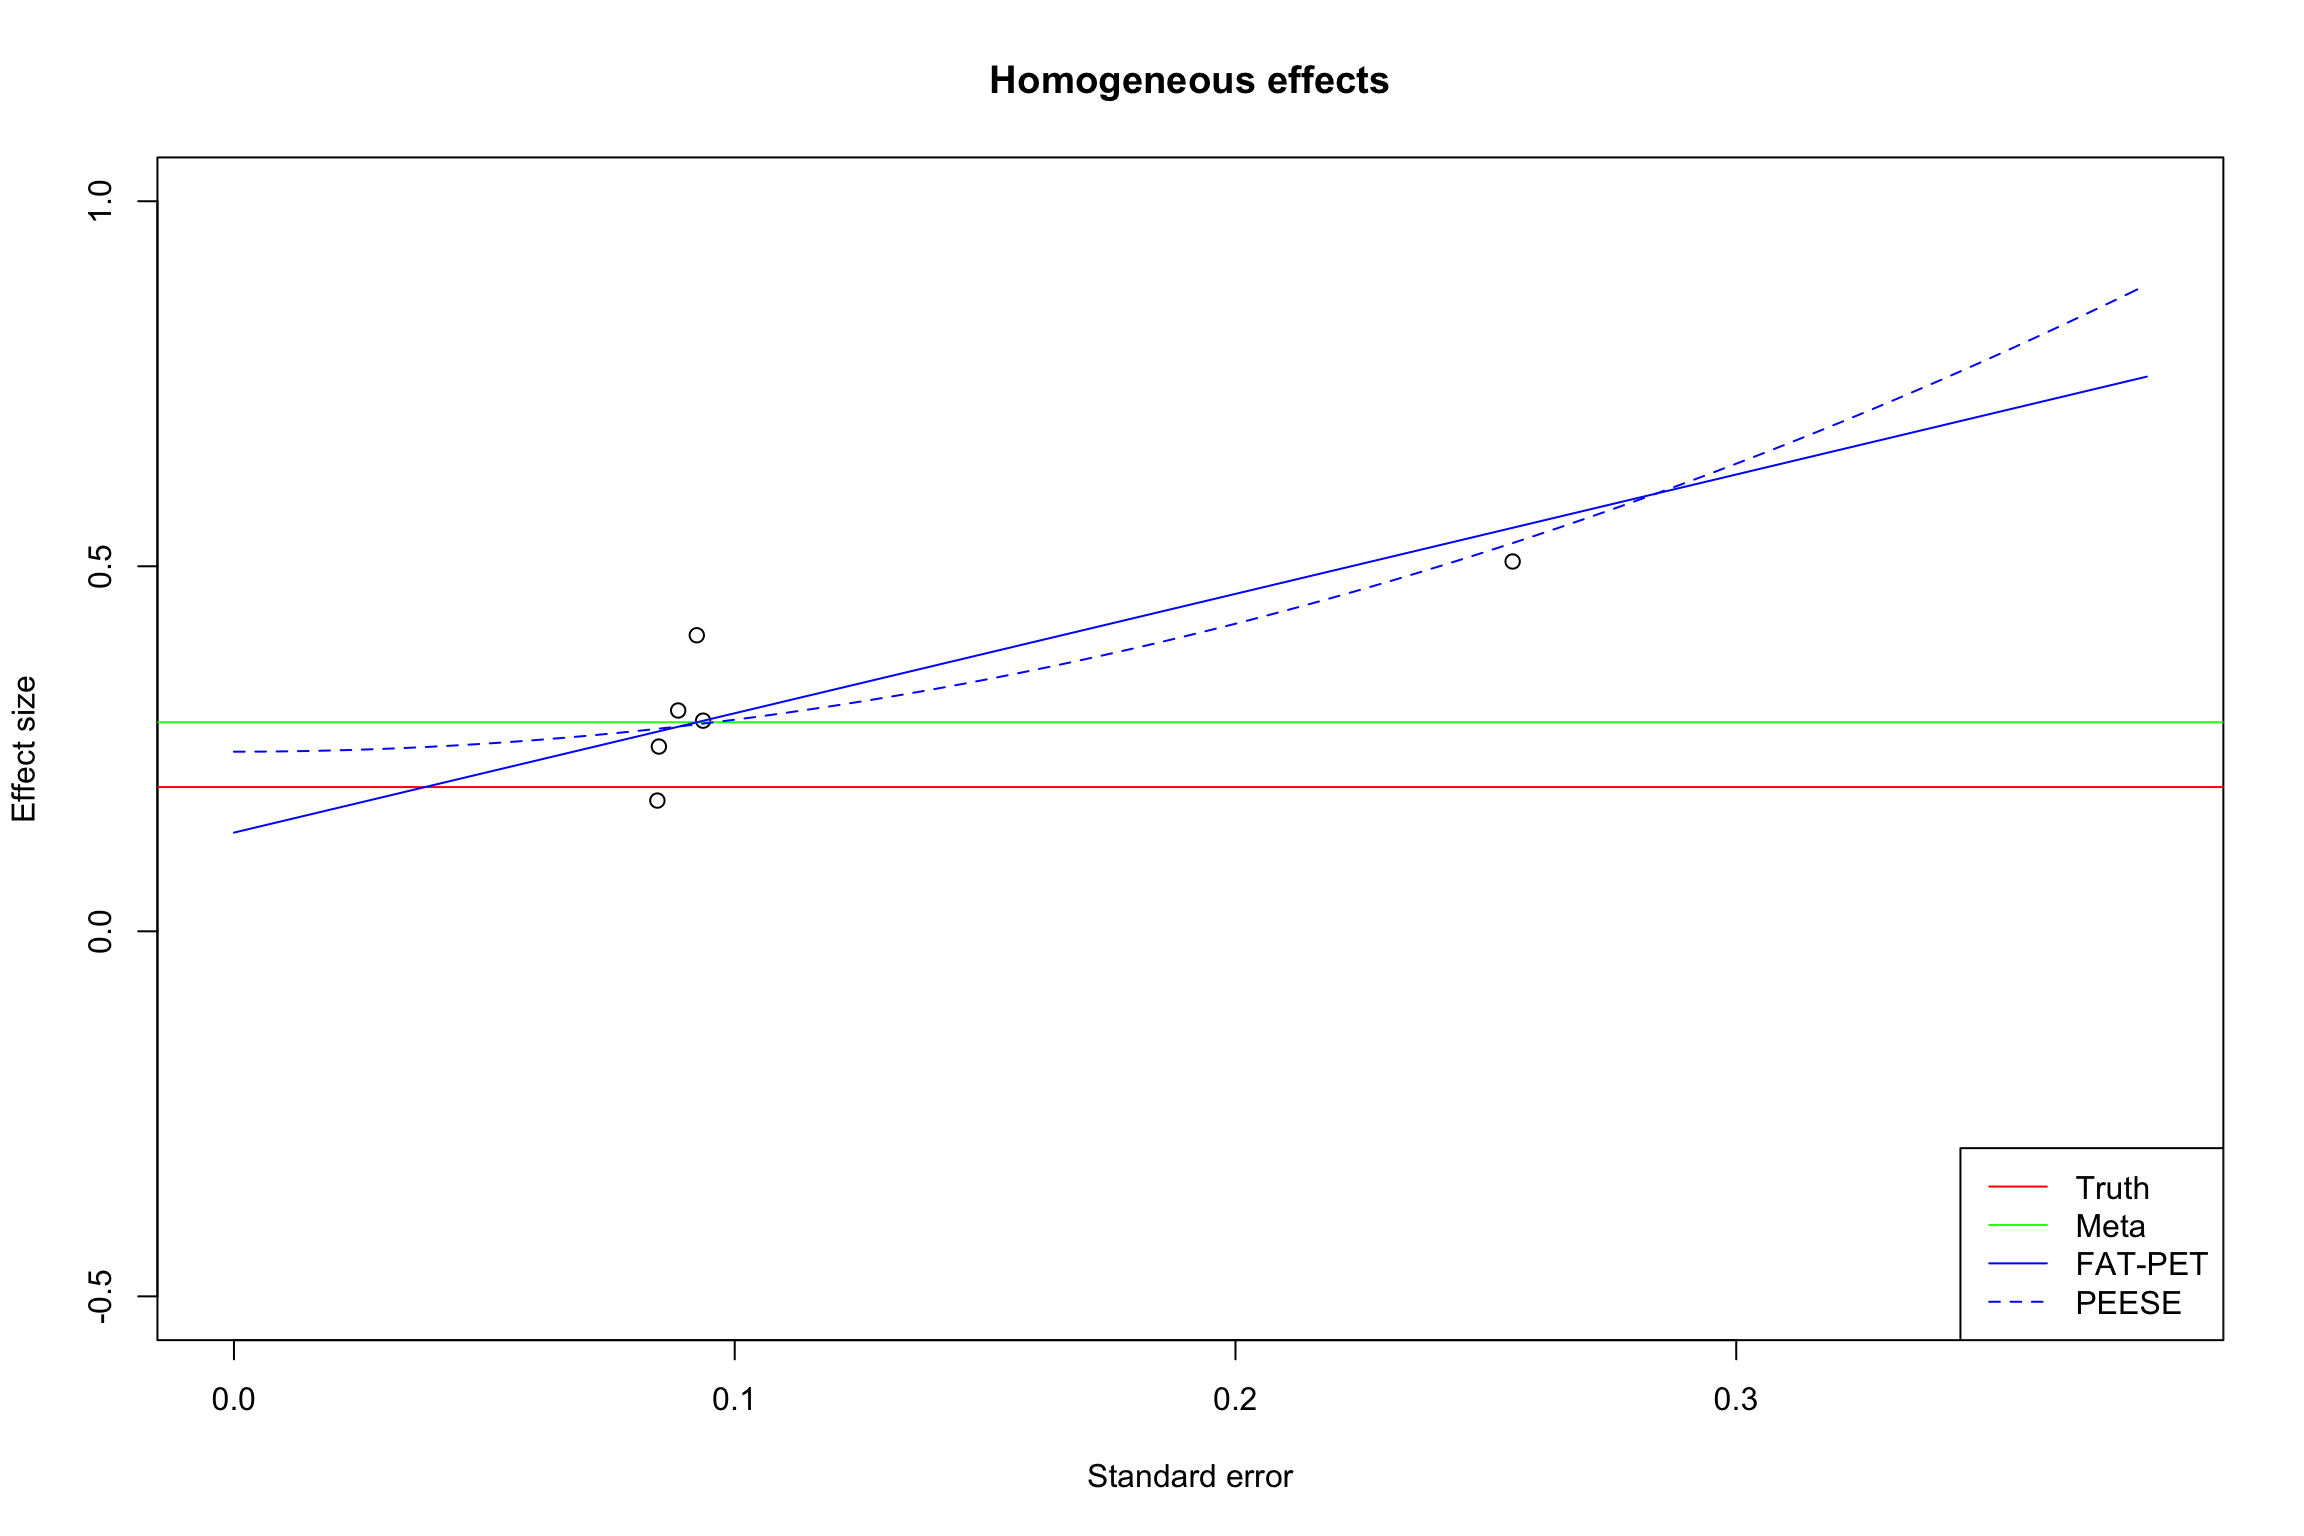 Homogeneous effects
1.0
0.5
0.0
-0.5
Effect size
0.0 0.1 0.2 0.3
Standard error
Truth
Meta
FAT-PET
PEESE